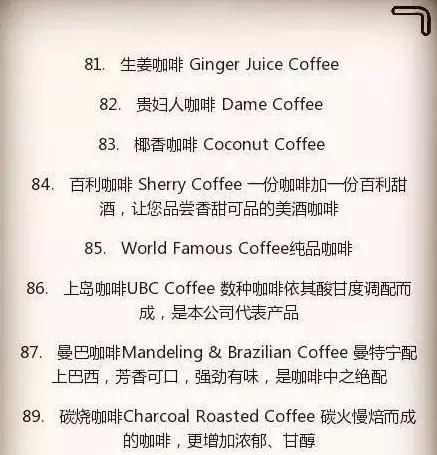 81. 生姜咖啡 Ginger Juice Coffee
82. 贵妇人咖啡 Dame Coffee
83. 椰香咖啡 Coconut Coffee
84. 百利咖啡 Sherry Coffee 一份咖啡加一份百利甜
酒，让您品尝香甜可品的美酒咖啡
85. World Famous Coffee纯品咖啡
86. 上岛咖啡UBC Coffee 数种咖啡依其酸甘度调配而
成，是本公司代表产品
87. 曼巴咖啡Mandeling & Brazilian Coffee 曼特宁配
上巴西，芳香可口，强劲有味，是咖啡中之绝配
89. 碳烧咖啡Charcoal Roasted Coffee 碳火慢焙而成
的咖啡，更增加浓郁、甘醇